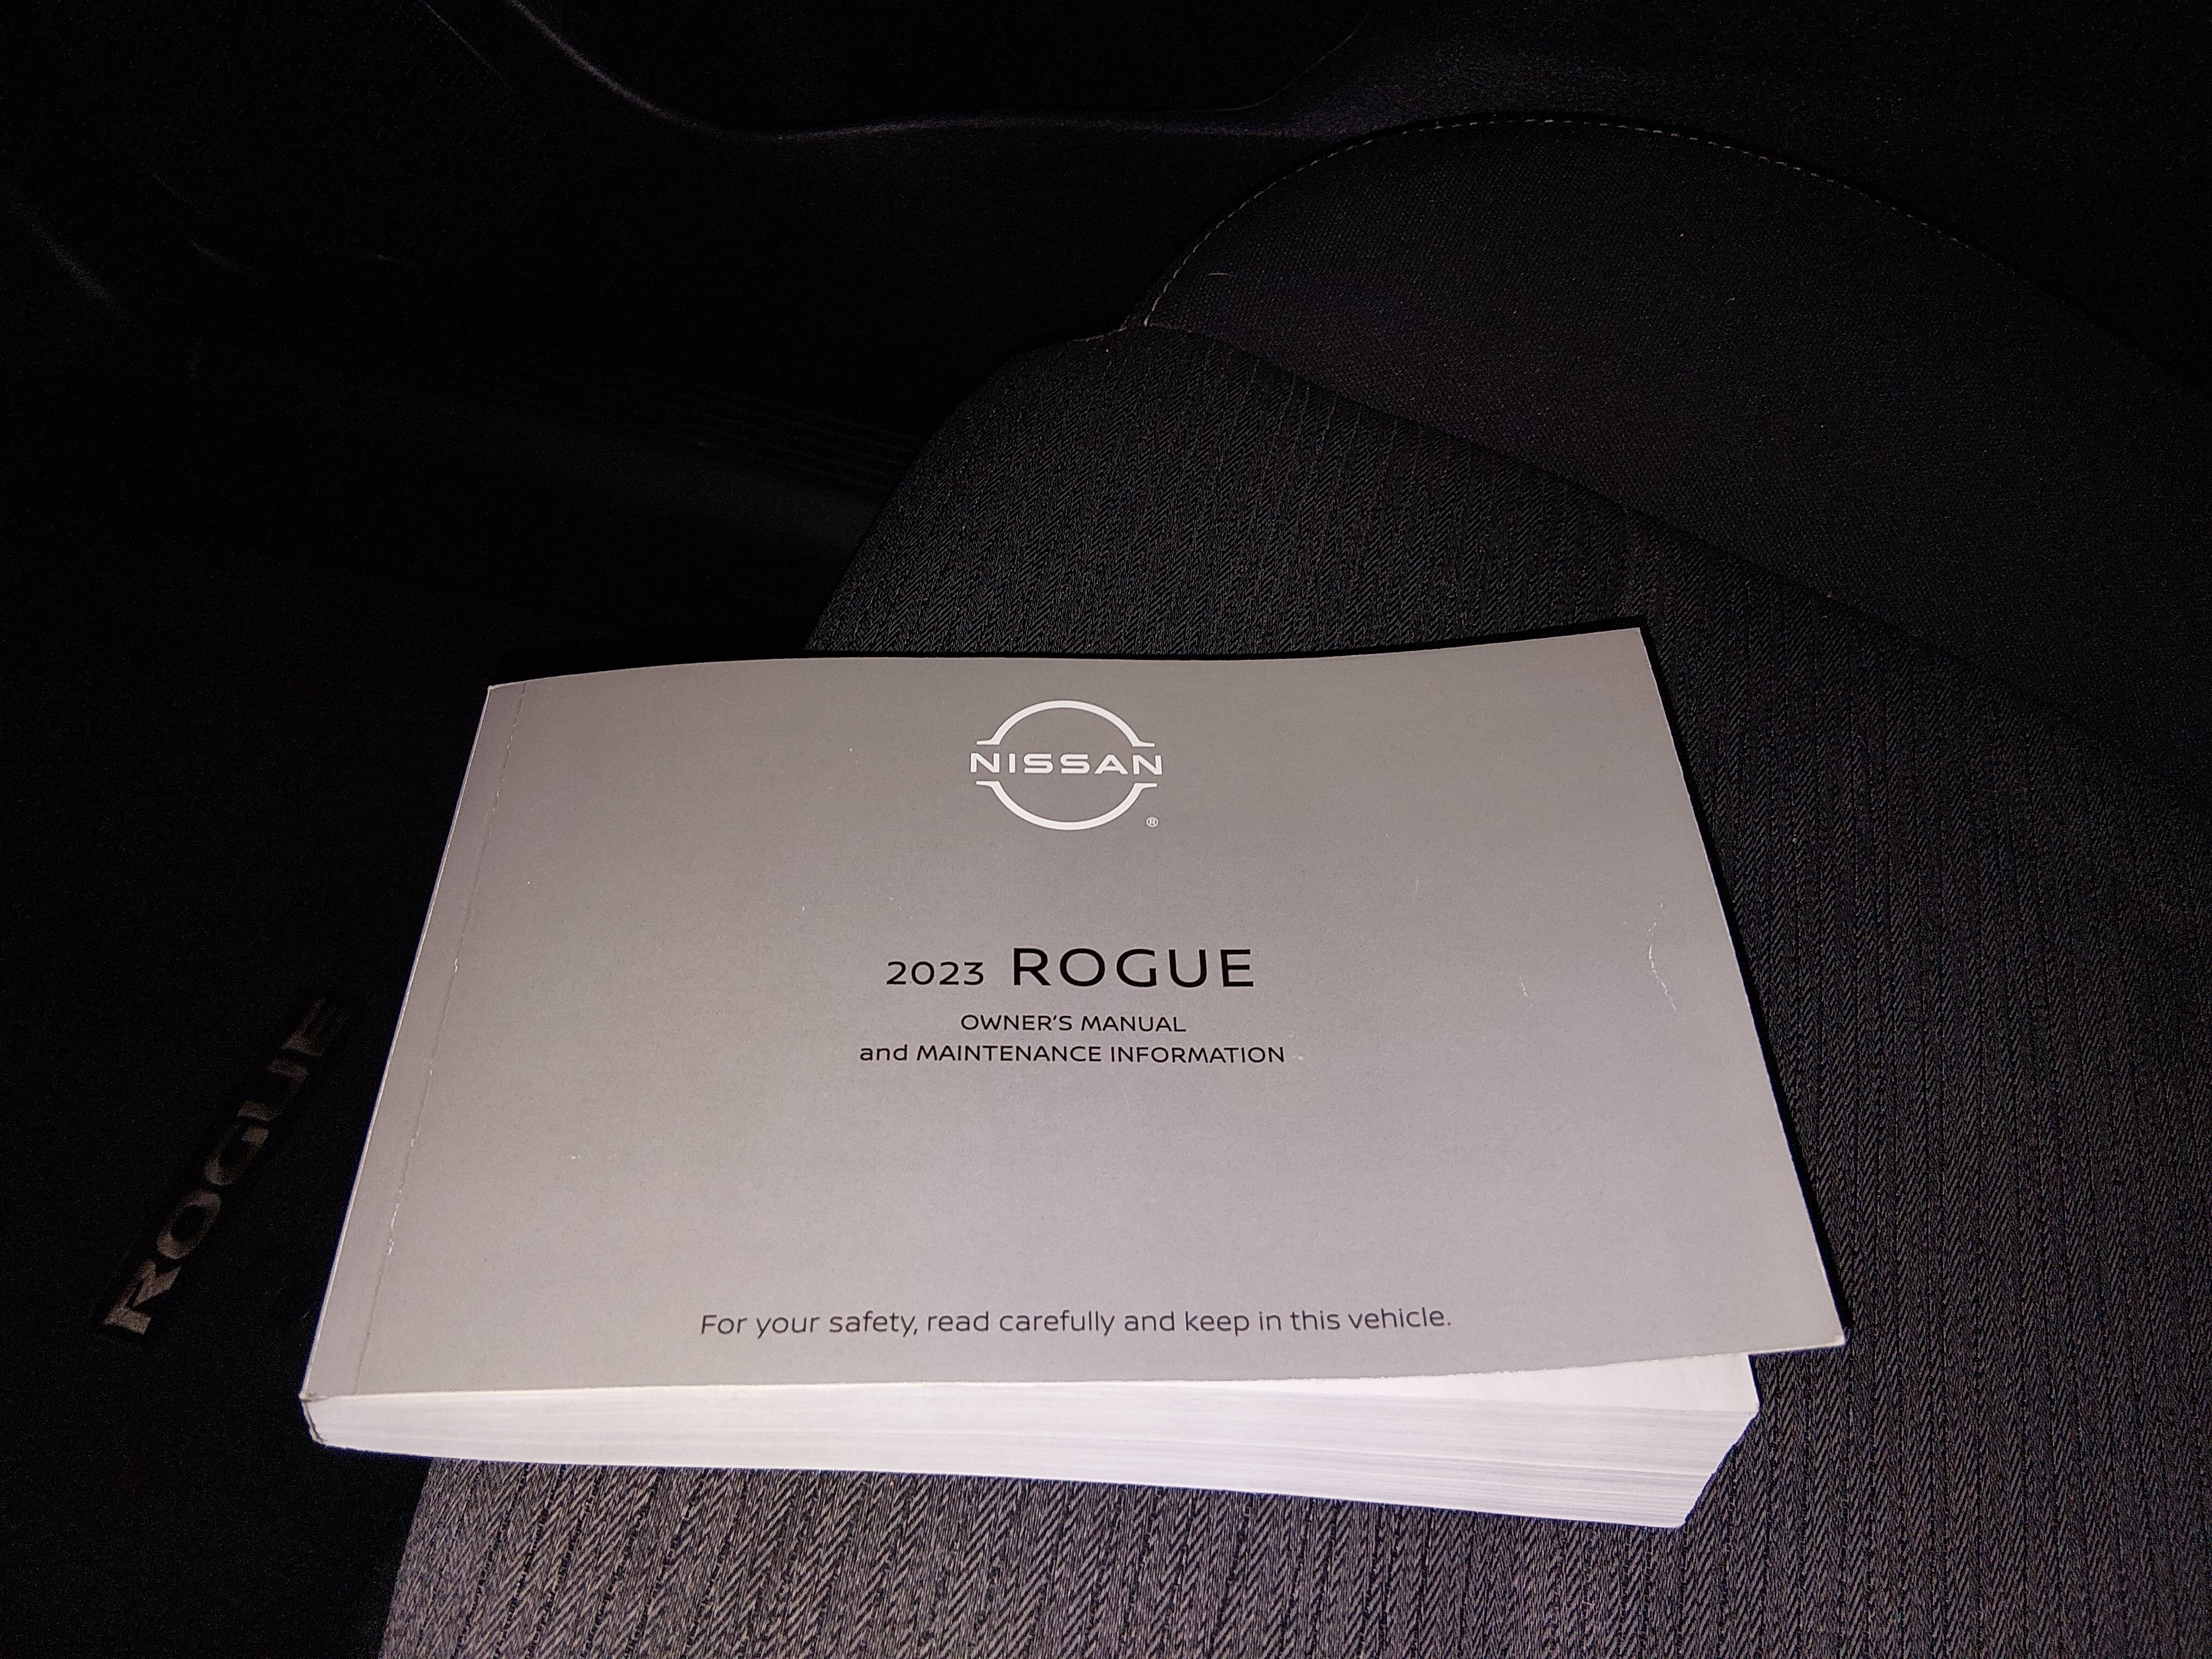 NISSAN
®
2023 ROGUE
OWNER'S MANUAL
and MAINTENANCE INFORMATION
For your safety, read carefully and keep in this vehicle.
ROGUE